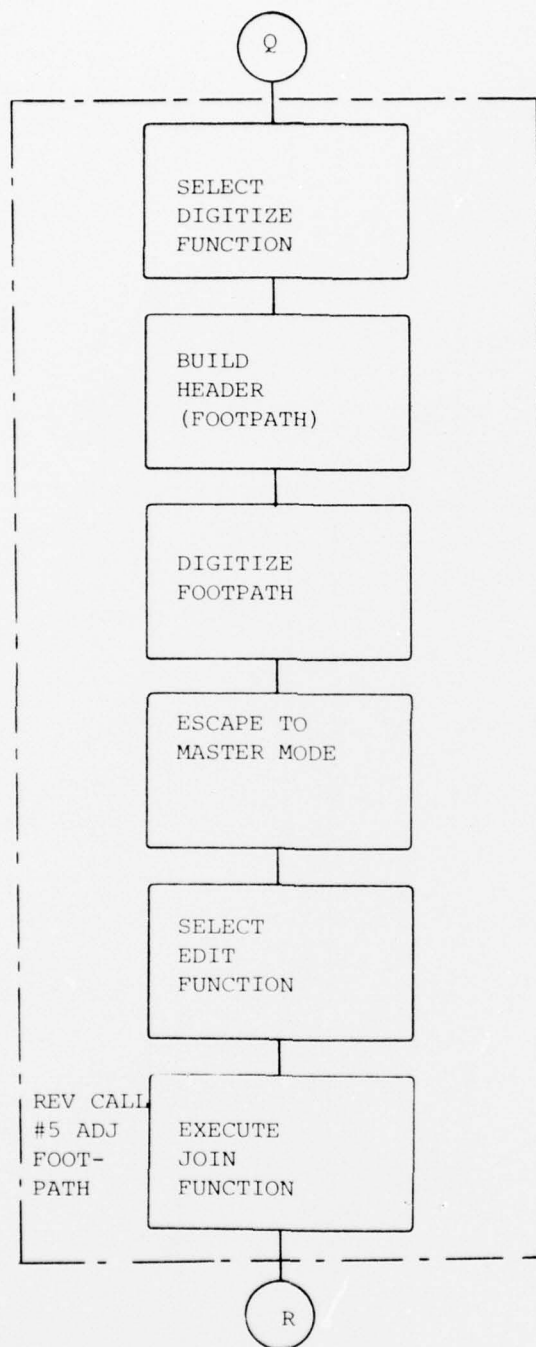 Q
SELECT
DIGITIZE
FUNCTION
BUILD
HEADER
(FOOTPATH)
DIGITIZE
FOOTPATH
ESCAPE TO
MASTER MODE
SELECT
EDIT
FUNCTION
REV CALL
#5 ADJ
FOOT-
PATH
EXECUTE
JOIN
FUNCTION
R